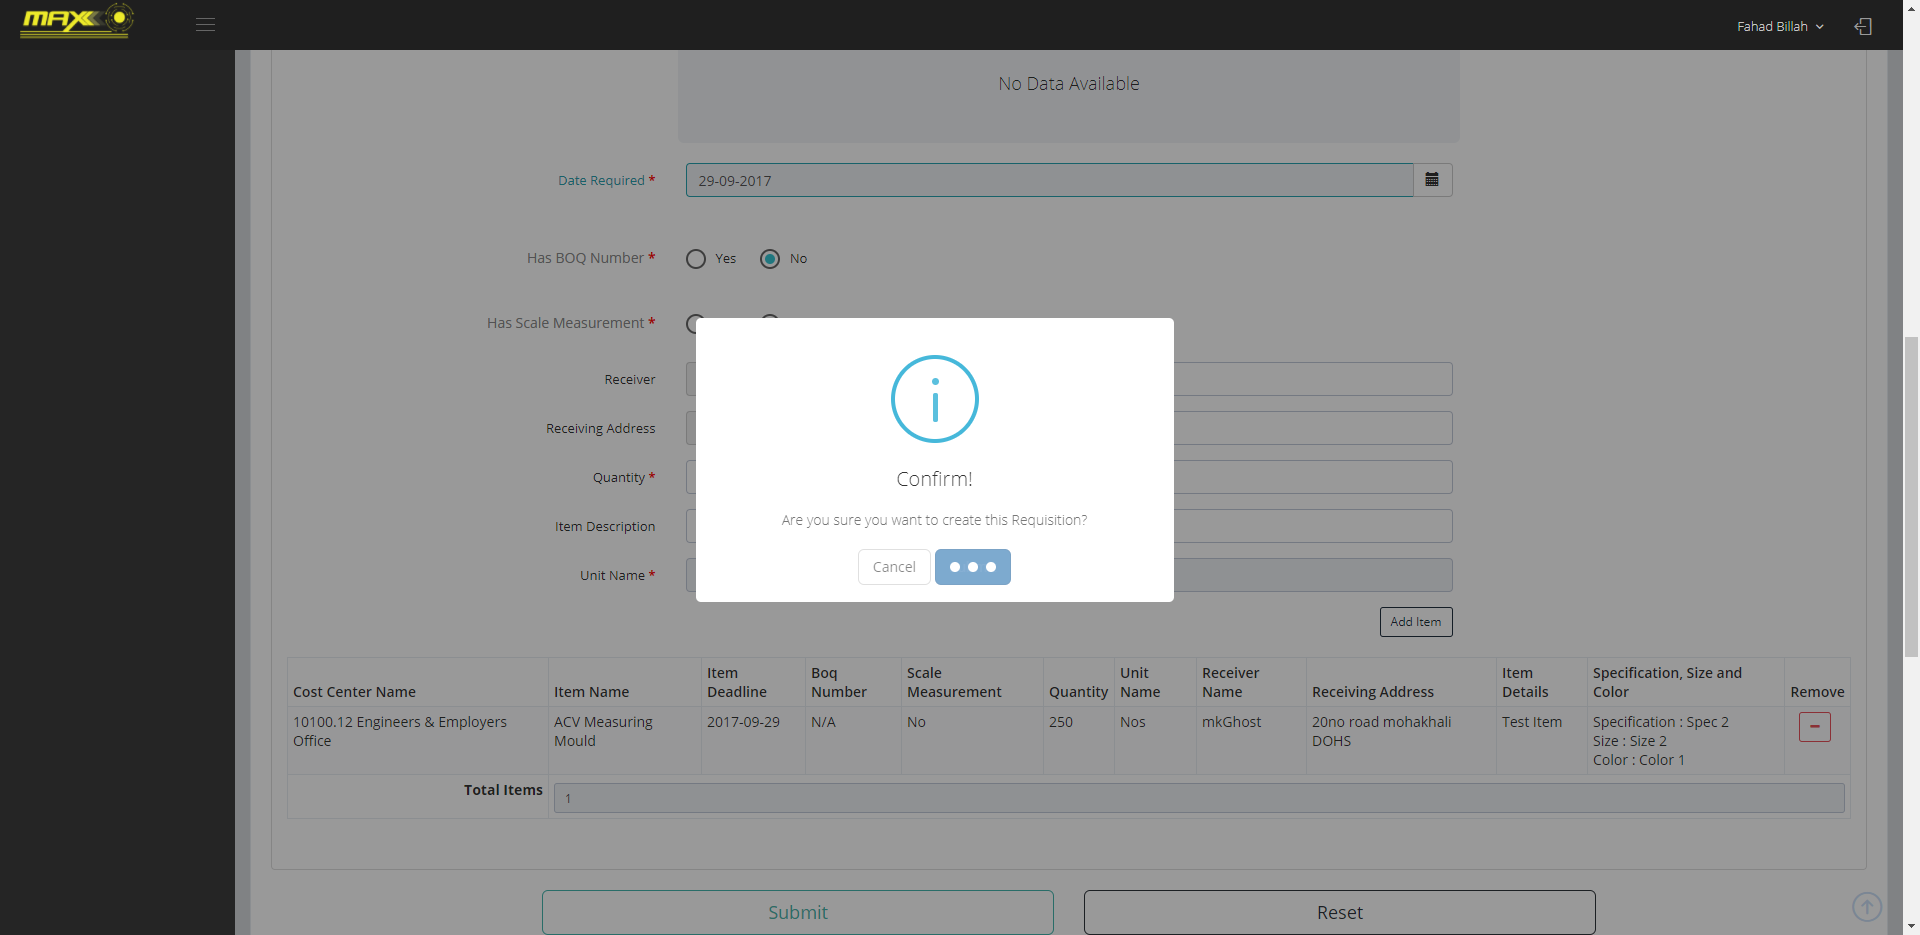 MAX
Fahad Billah
No Data Available
Date Required *
29-09-2017
Has BOQ Number *
Yes
No
Has Scale Measurement *
Receiver
Receiving Address
Quantity *
Item Description
Unit Name *
Confirm!
Are you sure you want to create this Requisition?
Cancel
Add Item
Cost Center Name
Item Name
Item Deadline
Boq Number
Scale Measurement
Quantity
Unit Name
Receiver Name
Receiving Address
Item Details
Specification, Size and Color
Remove
10100.12 Engineers & Employers Office
ACV Measuring Mould
2017-09-29
N/A
No
250
Nos
mkGhost
20no road mohakhali DOHS
Test Item
Specification : Spec 2
Size : Size 2
Color : Color 1
Total Items
1
Submit
Reset